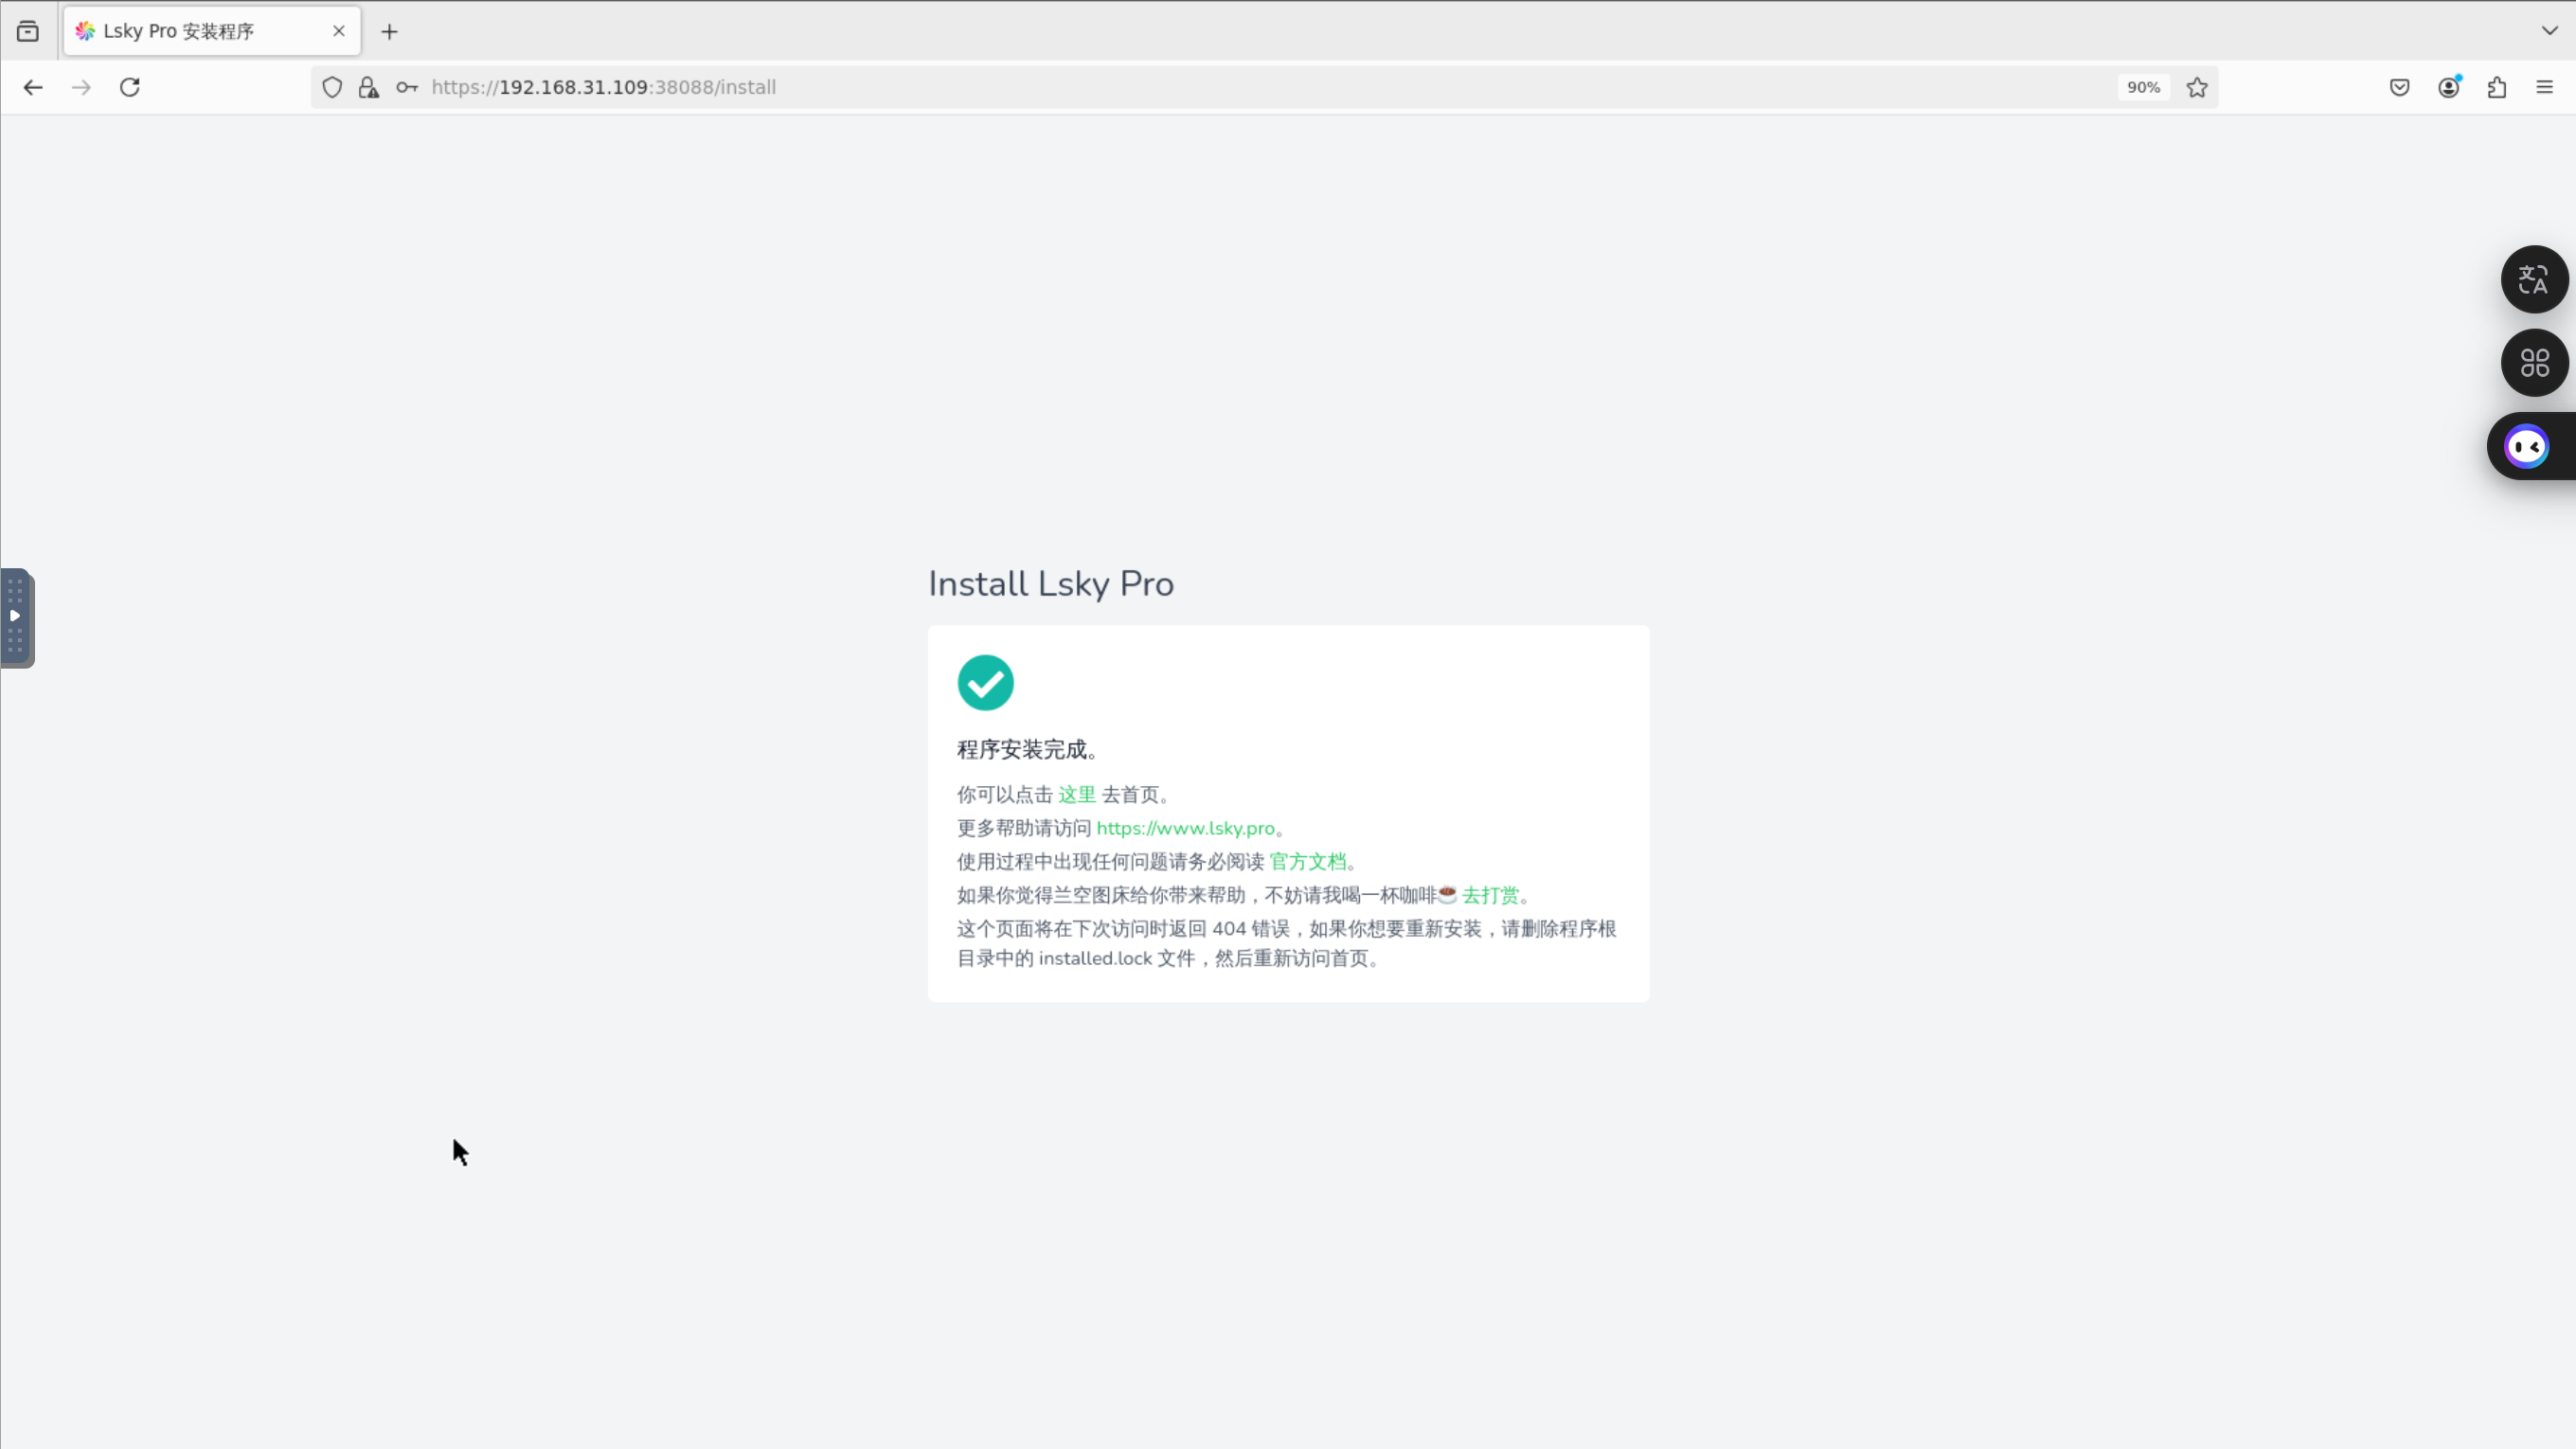 Lsky Pro 安装程序
https://192.168.31.109:38088/install
90%
Install Lsky Pro
程序安装完成。
你可以点击 这里 去首页。
更多帮助请访问 https://www.lsky.pro。
使用过程中出现任何问题请务必阅读 官方文档。
如果你觉得兰空图床给你带来帮助，不妨请我喝一杯咖啡☕ 去打赏。
这个页面将在下次访问时返回 404 错误，如果你想要重新安装，请删除程序根
目录中的 installed.lock 文件，然后重新访问首页。